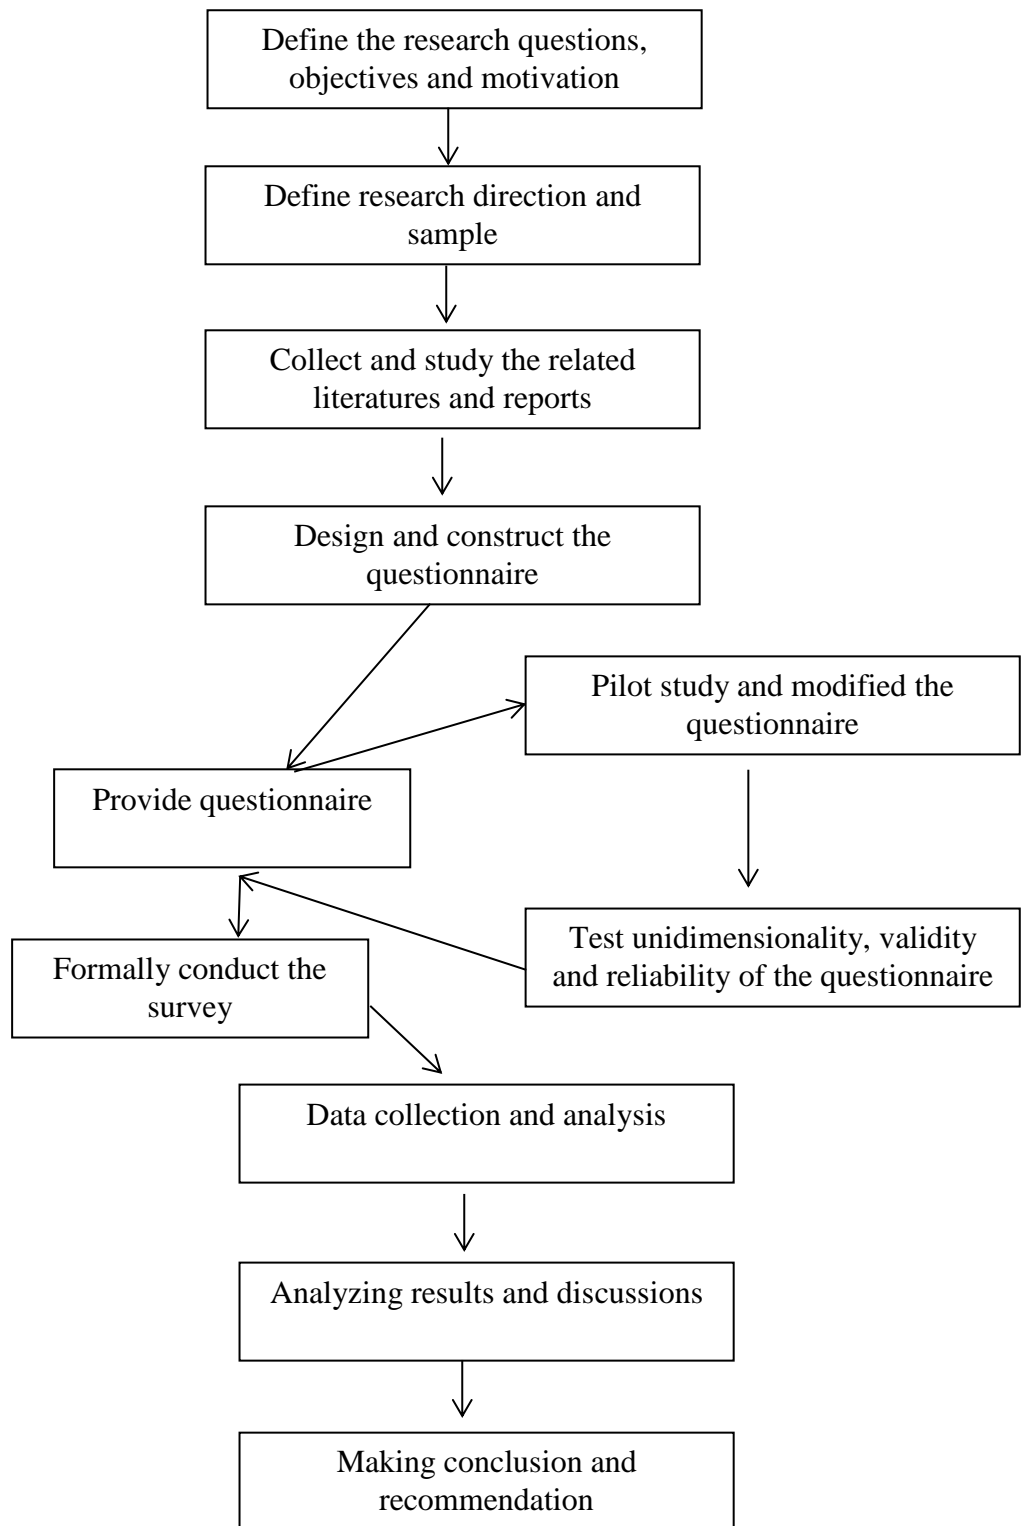 Define the research questions,
objectives and motivation
Define research direction and
sample
Collect and study the related
literatures and reports
Design and construct the
questionnaire
Pilot study and modified the
questionnaire
Provide questionnaire
Test unidimensionality, validity
and reliability of the questionnaire
Formally conduct the
survey
Data collection and analysis
Analyzing results and discussions
Making conclusion and
recommendation